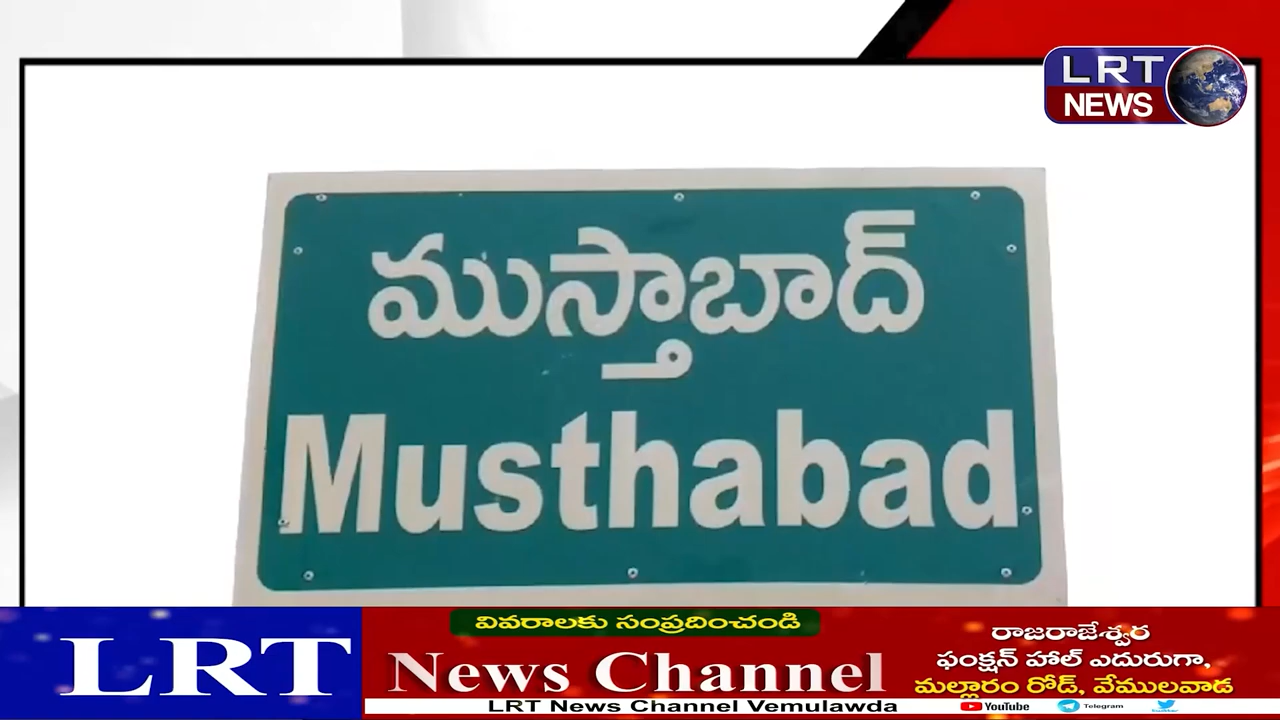 LRT
NEWS
ముస్తాబాద్
Musthabad
LRT
వివరాలకు సంప్రదించండి
News Channel
LRT News Channel Vemulawda
రాజరాజేశ్వర
ఫంక్షన్ హాల్ ఎదురుగా,
మల్లారం రోడ్, వేములవాడ
YouTube
Telegram
twitter